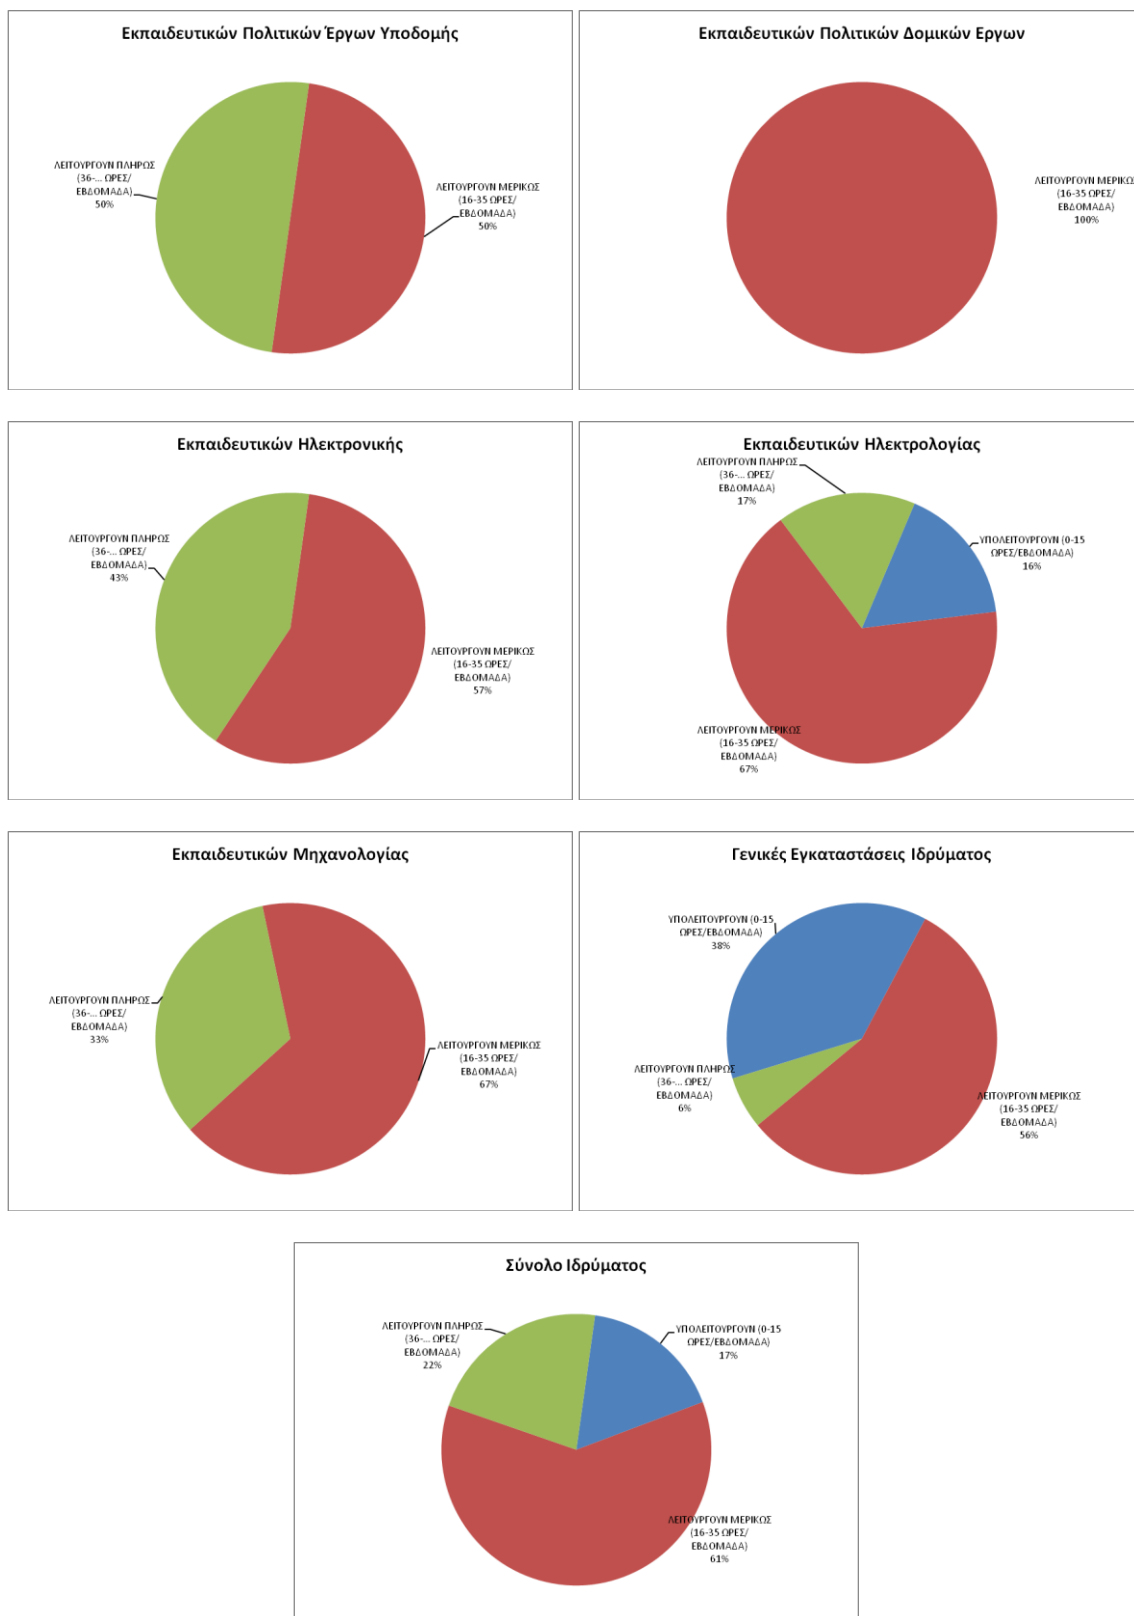 Εκπαιδευτικών Πολιτικών Έργων Υποδομής
ΛΕΙΤΟΥΡΓΟΥΝ ΠΛΗΡΩΣ
(36-... ΩΡΕΣ/
ΕΒΔΟΜΑΔΑ)
50%
ΛΕΙΤΟΥΡΓΟΥΝ ΜΕΡΙΚΩΣ
(16-35 ΩΡΕΣ/
ΕΒΔΟΜΑΔΑ)
50%
Εκπαιδευτικών Πολιτικών Δομικών Εργων
ΛΕΙΤΟΥΡΓΟΥΝ ΜΕΡΙΚΩΣ
(16-35 ΩΡΕΣ/
ΕΒΔΟΜΑΔΑ)
100%
Εκπαιδευτικών Ηλεκτρονικής
ΛΕΙΤΟΥΡΓΟΥΝ ΠΛΗΡΩΣ
(36-... ΩΡΕΣ/
ΕΒΔΟΜΑΔΑ)
43%
ΛΕΙΤΟΥΡΓΟΥΝ ΜΕΡΙΚΩΣ
(16-35 ΩΡΕΣ/
ΕΒΔΟΜΑΔΑ)
57%
Εκπαιδευτικών Ηλεκτρολογίας
ΛΕΙΤΟΥΡΓΟΥΝ ΠΛΗΡΩΣ
(36-... ΩΡΕΣ/
ΕΒΔΟΜΑΔΑ)
17%
ΥΠΟΛΕΙΤΟΥΡΓΟΥΝ (0-15
ΩΡΕΣ/ΕΒΔΟΜΑΔΑ)
16%
ΛΕΙΤΟΥΡΓΟΥΝ ΜΕΡΙΚΩΣ
(16-35 ΩΡΕΣ/
ΕΒΔΟΜΑΔΑ)
67%
Εκπαιδευτικών Μηχανολογίας
ΛΕΙΤΟΥΡΓΟΥΝ ΠΛΗΡΩΣ
(36-... ΩΡΕΣ/
ΕΒΔΟΜΑΔΑ)
33%
ΛΕΙΤΟΥΡΓΟΥΝ ΜΕΡΙΚΩΣ
(16-35 ΩΡΕΣ/
ΕΒΔΟΜΑΔΑ)
67%
Γενικές Εγκαταστάσεις Ιδρύματος
ΥΠΟΛΕΙΤΟΥΡΓΟΥΝ (0-15
ΩΡΕΣ/ΕΒΔΟΜΑΔΑ)
38%
ΛΕΙΤΟΥΡΓΟΥΝ ΠΛΗΡΩΣ
(36-... ΩΡΕΣ/
ΕΒΔΟΜΑΔΑ)
6%
ΛΕΙΤΟΥΡΓΟΥΝ ΜΕΡΙΚΩΣ
(16-35 ΩΡΕΣ/
ΕΒΔΟΜΑΔΑ)
56%
Σύνολο Ιδρύματος
ΛΕΙΤΟΥΡΓΟΥΝ ΠΛΗΡΩΣ
(36-... ΩΡΕΣ/
ΕΒΔΟΜΑΔΑ)
22%
ΥΠΟΛΕΙΤΟΥΡΓΟΥΝ (0-15
ΩΡΕΣ/ΕΒΔΟΜΑΔΑ)
17%
ΛΕΙΤΟΥΡΓΟΥΝ ΜΕΡΙΚΩΣ
(16-35 ΩΡΕΣ/
ΕΒΔΟΜΑΔΑ)
61%